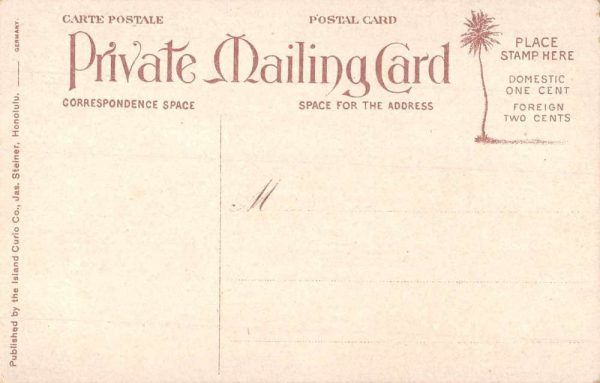 CARTE POSTALE
POSTAL CARD
Private Mailing Card
CORRESPONDENCE SPACE
SPACE FOR THE ADDRESS
PLACE
STAMP HERE
DOMESTIC
ONE CENT
FOREIGN
TWO CENTS
M
Published by the Island Curio Co., Jas. Steiner, Honolulu. ___ GERMANY.